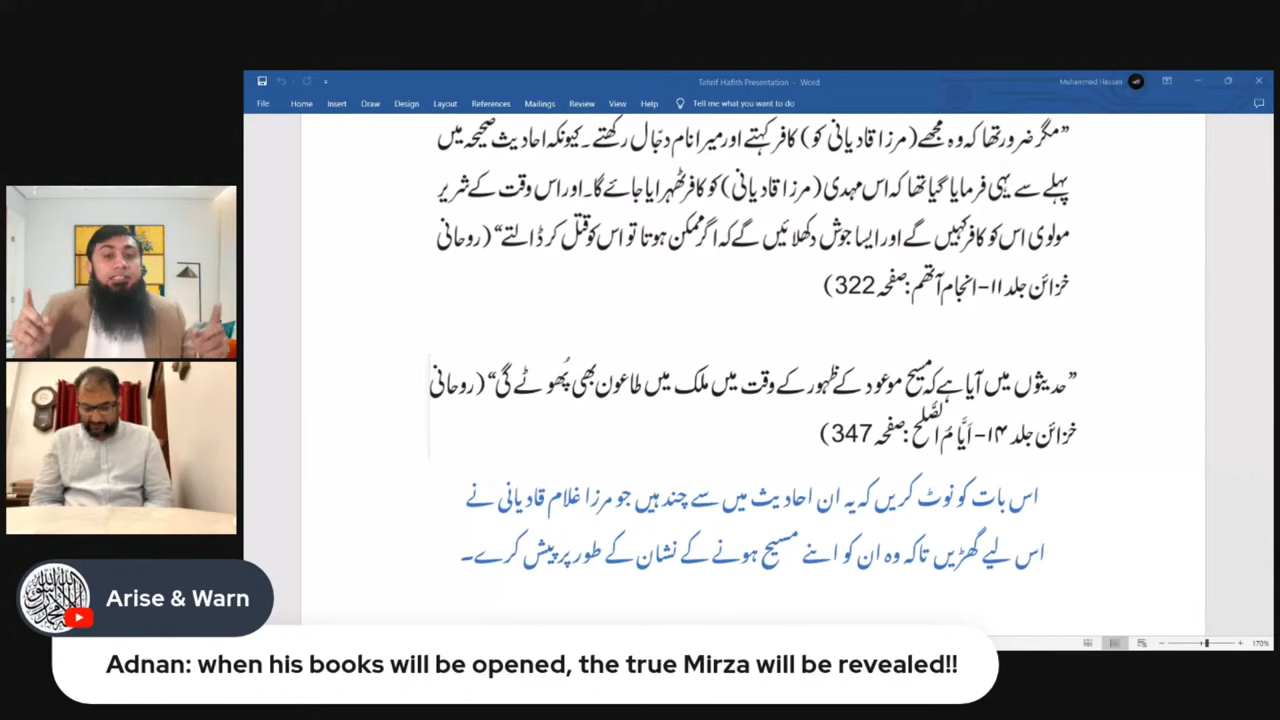 Tehrif Hafith Presentation - Word
Muhammed Hassan
File Home Insert Draw Design Layout References Mailings Review View Help Tell me what you want to do
”مگر ضرور تھا کہ وہ مجھے (مرزا قادیانی کو) کافر کہتے اور میرا نام دجّال رکھتے۔ کیونکہ احادیث صحیحہ میں
پہلے سے یہی فرمایا گیا تھا کہ اس مہدی (مرزا قادیانی) کو کافر ٹھہرایا جائے گا۔ اور اس وقت کے شریر
مولوی اس کو کافر کہیں گے اور ایسا جوش دکھلائیں گے کہ اگر ممکن ہوتا تو اس کو قتل کر ڈالتے“ (روحانی
خزائن جلد ۱۱-انجام آتھم: صفحہ 322)
”حدیثوں میں آیا ہے کہ مسیح موعود کے ظہور کے وقت میں ملک میں طاعون بھی پُھوٹے گی“ (روحانی
خزائن جلد ۱۴-اَیَّامُ الصُّلح: صفحہ 347)
اس بات کو نوٹ کریں کہ یہ ان احادیث میں سے چند ہیں جو مرزا غلام قادیانی نے
اس لیے گھڑیں تاکہ وہ ان کو اپنے مسیح ہونے کے نشان کے طور پر پیش کرے۔
170%
Arise & Warn
Adnan: when his books will be opened, the true Mirza will be revealed!!